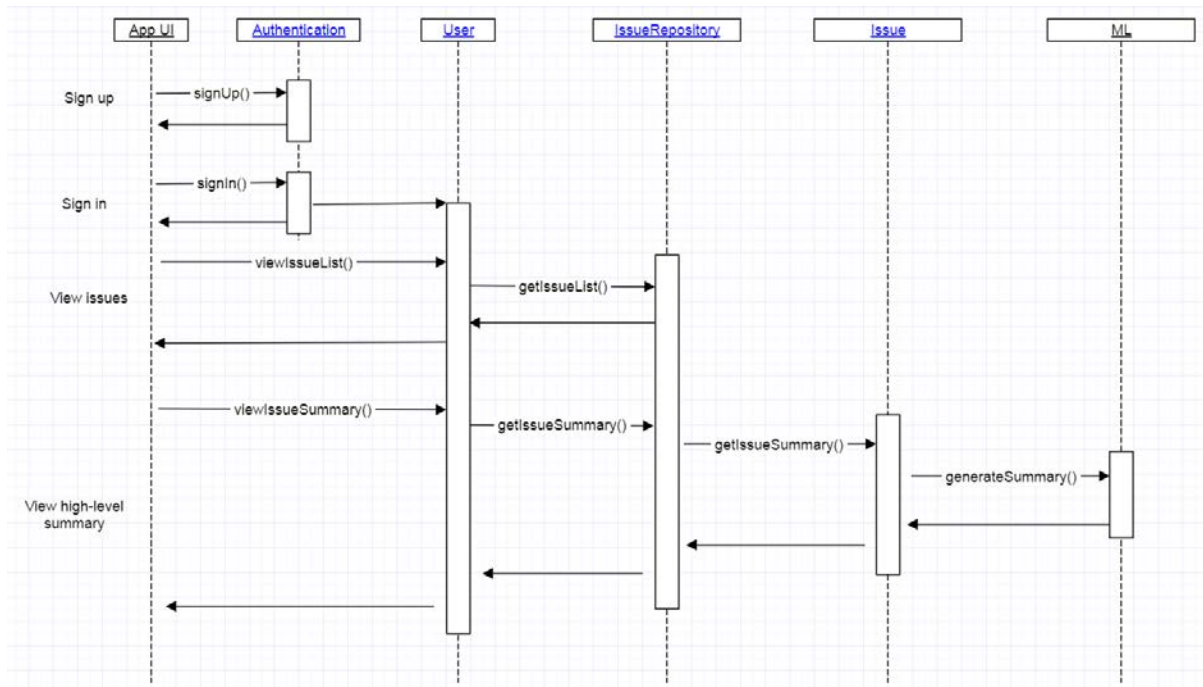 App UI
Authentication
User
IssueRepository
Issue
ML
Sign up
signUp()
Sign in
signIn()
viewIssueList()
View issues
getIssueList()
viewIssueSummary()
getIssueSummary()
getIssueSummary()
generateSummary()
View high-level
summary